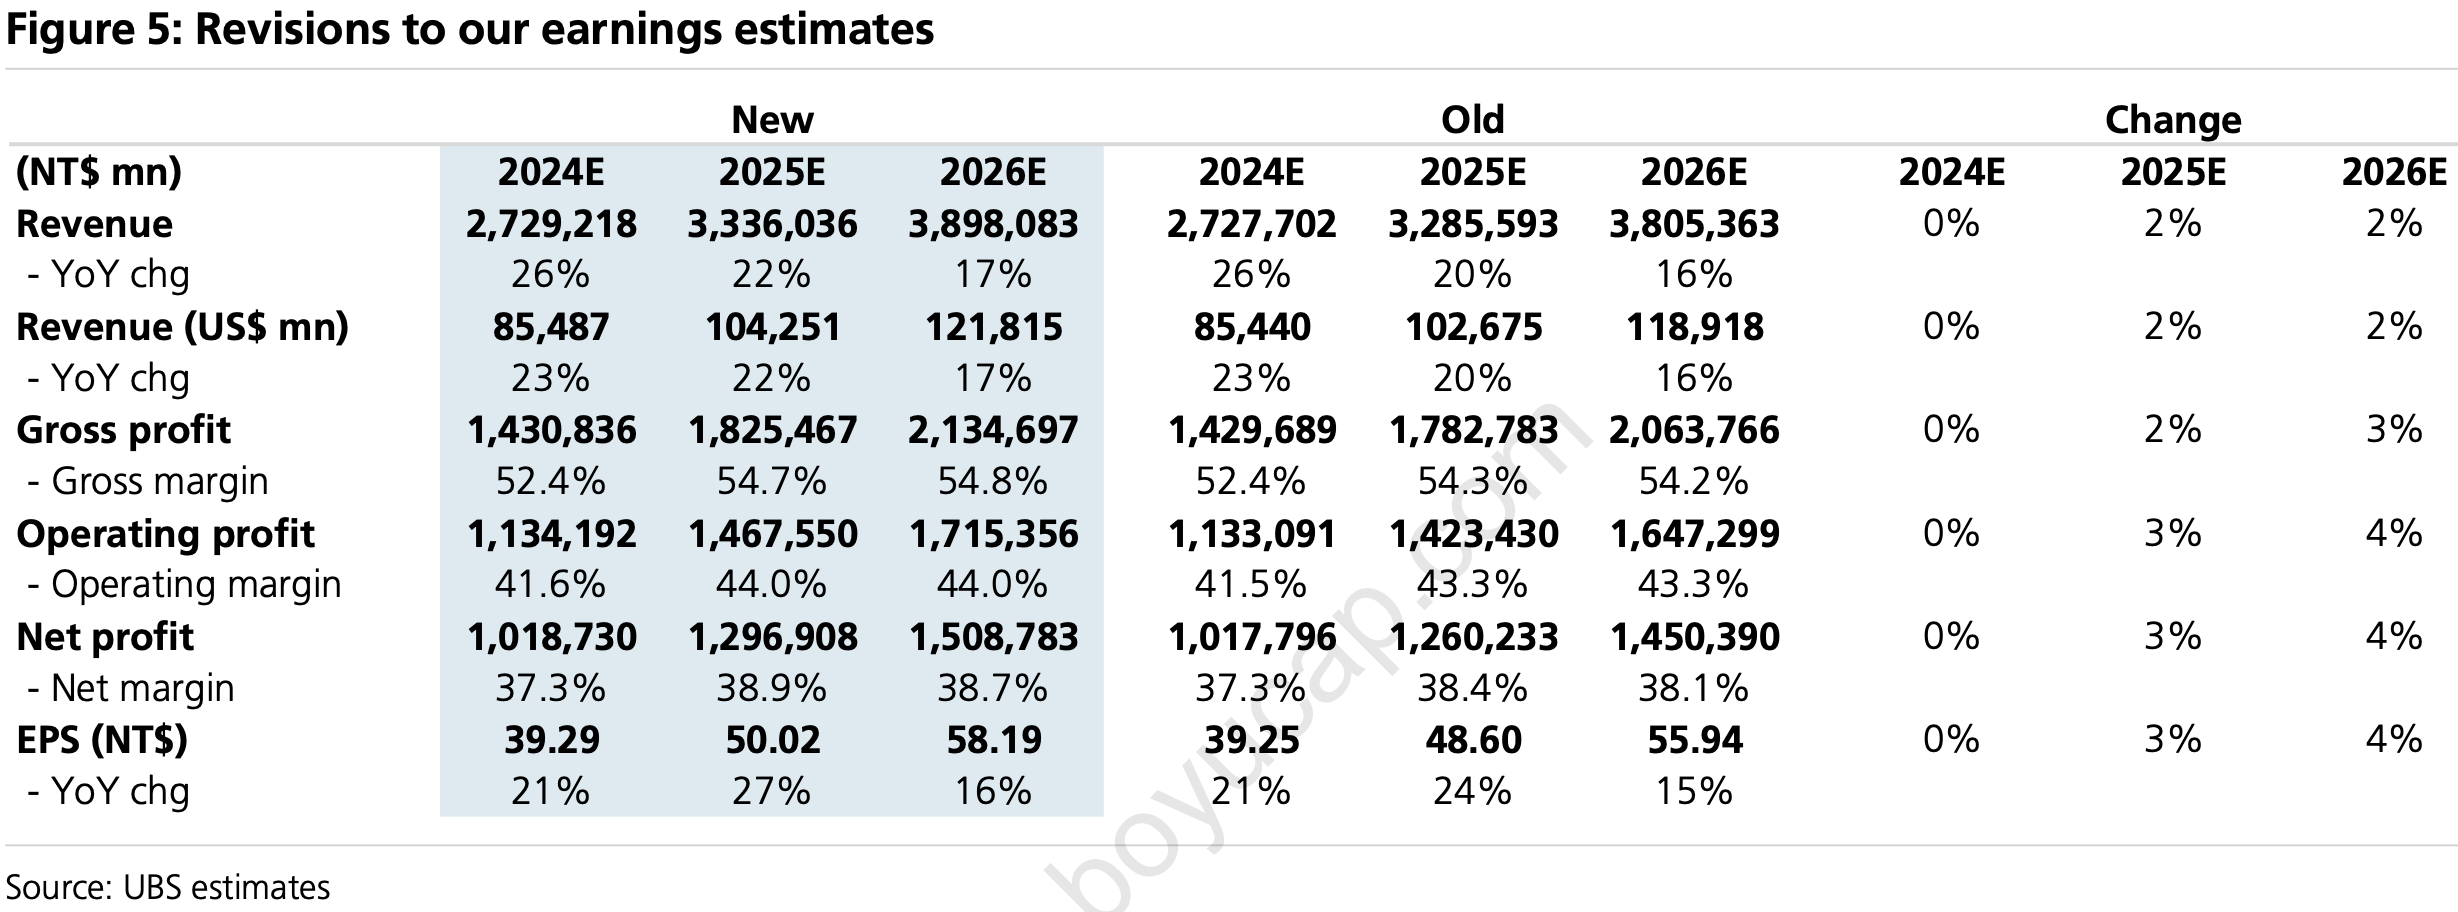 Figure 5: Revisions to our earnings estimates
New Old Change
(NT$ mn) 2024E 2025E 2026E 2024E 2025E 2026E 2024E 2025E 2026E
Revenue 2,729,218 3,336,036 3,898,083 2,727,702 3,285,593 3,805,363 0% 2% 2%
- YoY chg 26% 22% 17% 26% 20% 16%
Revenue (US$ mn) 85,487 104,251 121,815 85,440 102,675 118,918 0% 2% 2%
- YoY chg 23% 22% 17% 23% 20% 16%
Gross profit 1,430,836 1,825,467 2,134,697 1,429,689 1,782,783 2,063,766 0% 2% 3%
- Gross margin 52.4% 54.7% 54.8% 52.4% 54.3% 54.2%
Operating profit 1,134,192 1,467,550 1,715,356 1,133,091 1,423,430 1,647,299 0% 3% 4%
- Operating margin 41.6% 44.0% 44.0% 41.5% 43.3% 43.3%
Net profit 1,018,730 1,296,908 1,508,783 1,017,796 1,260,233 1,450,390 0% 3% 4%
- Net margin 37.3% 38.9% 38.7% 37.3% 38.4% 38.1%
EPS (NT$) 39.29 50.02 58.19 39.25 48.60 55.94 0% 3% 4%
- YoY chg 21% 27% 16% 21% 24% 15%
Source: UBS estimates
boyucap.com